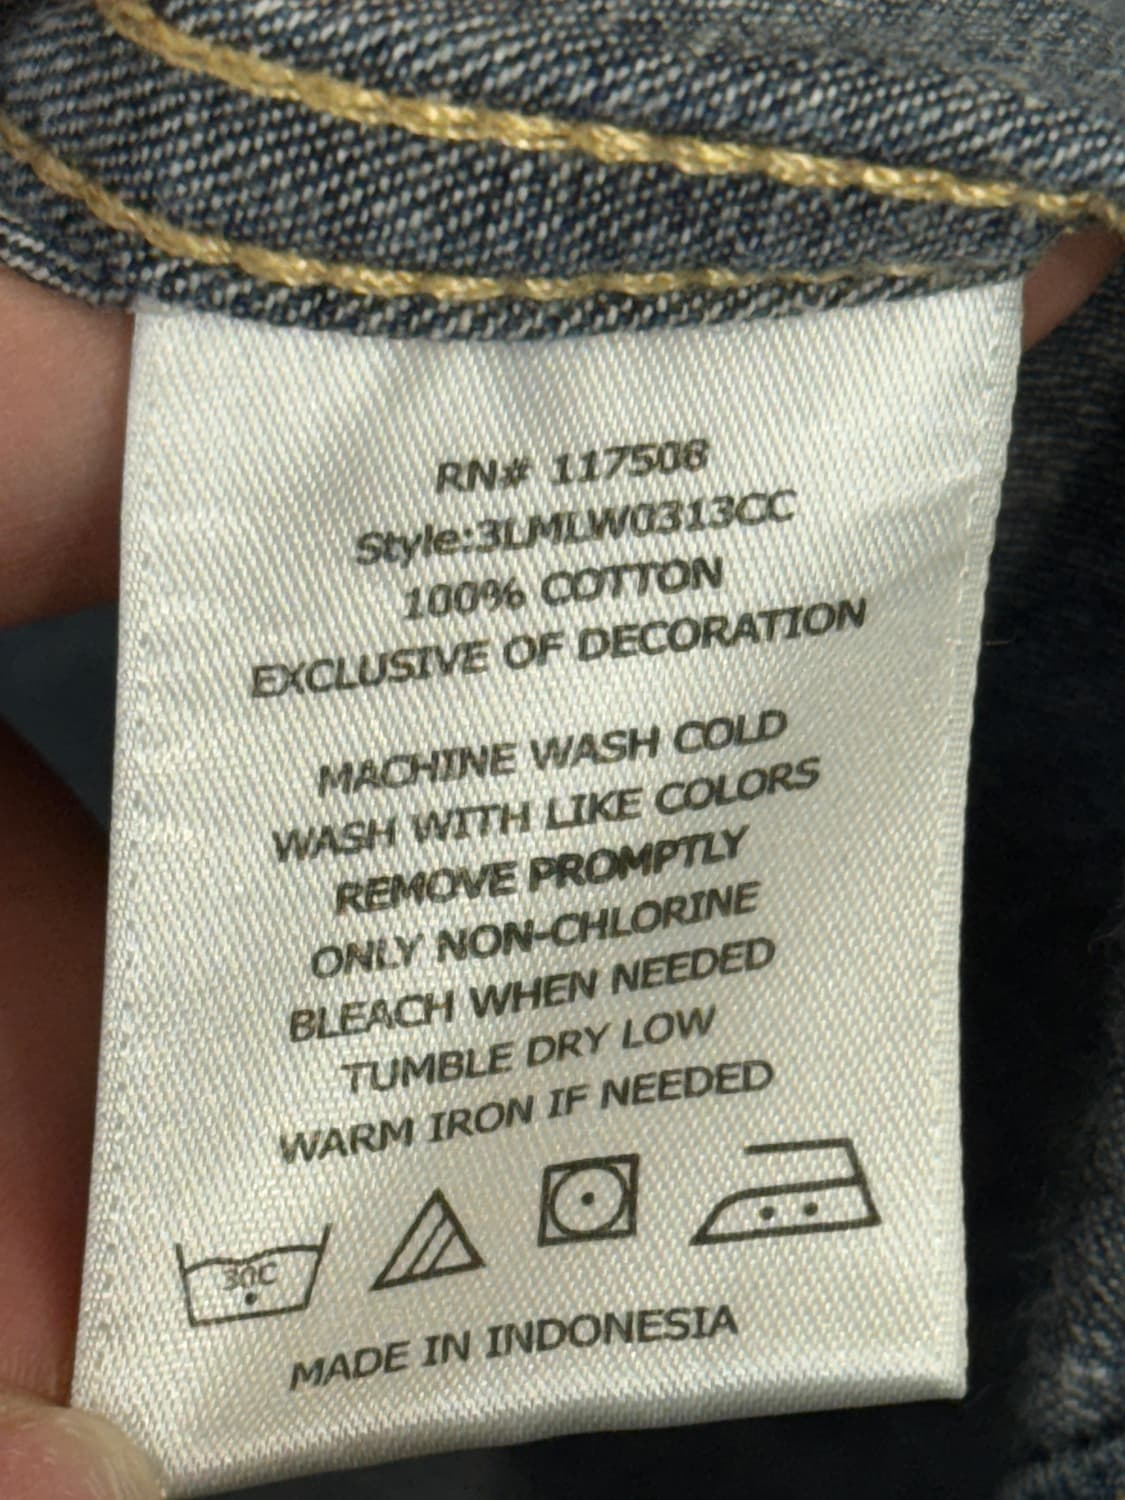 RN# 117508
Style:3LMLW0313CC
100% COTTON
EXCLUSIVE OF DECORATION
MACHINE WASH COLD
WASH WITH LIKE COLORS
REMOVE PROMPTLY
ONLY NON-CHLORINE
BLEACH WHEN NEEDED
TUMBLE DRY LOW
WARM IRON IF NEEDED
30C
MADE IN INDONESIA